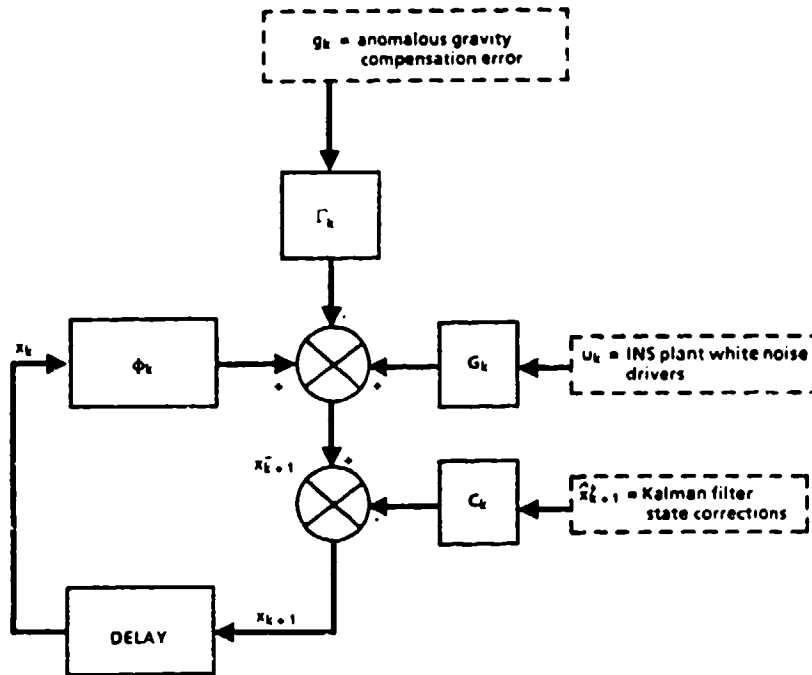 gₖ = anomalous gravity
compensation error
Γₖ
-
xₖ
Φₖ
+
+
Gₖ
uₖ = INS plant white noise
drivers
x⁻ₖ₊₁
+
-
Cₖ
x̂⁺ₖ₊₁ = Kalman filter
state corrections
DELAY
xₖ₊₁